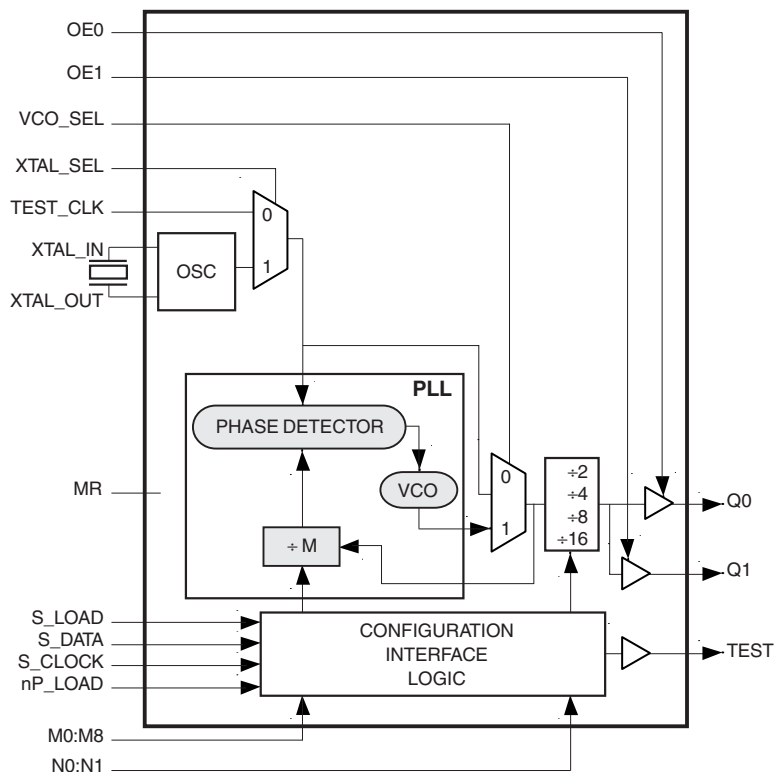 OE0
OE1
VCO_SEL
XTAL_SEL
TEST_CLK
0
XTAL_IN
OSC
1
XTAL_OUT
PLL
PHASE DETECTOR
VCO
0
1
÷2
÷4
÷8
÷16
MR
Q0
÷ M
Q1
S_LOAD
S_DATA
S_CLOCK
nP_LOAD
CONFIGURATION
INTERFACE
LOGIC
TEST
M0:M8
N0:N1